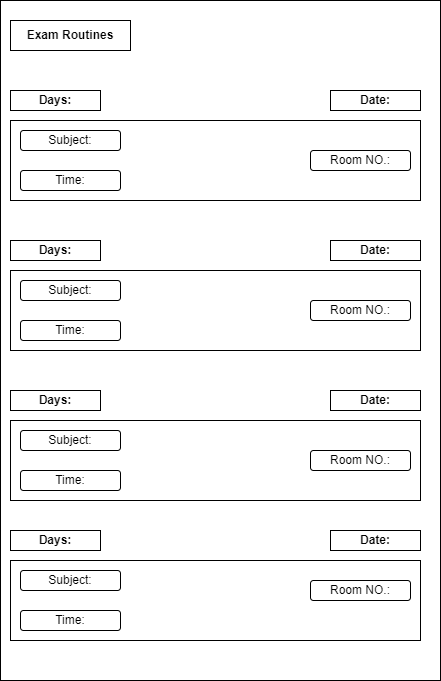 Exam Routines
Days: Date:
Subject:
Room NO.:
Time:
Days: Date:
Subject:
Room NO.:
Time:
Days: Date:
Subject:
Room NO.:
Time:
Days: Date:
Subject:
Room NO.:
Time: